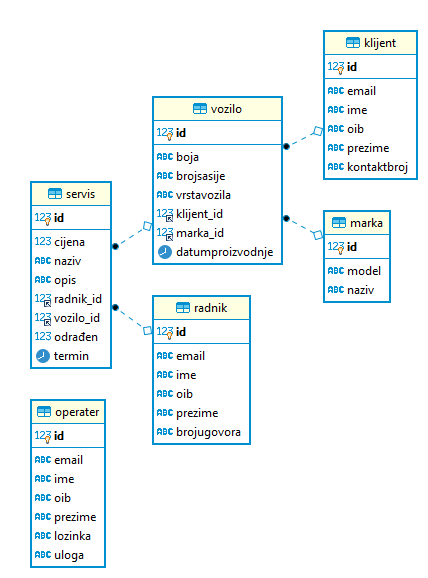 klijent
123 id
ABC email
ABC ime
ABC oib
ABC prezime
ABC kontaktbroj
vozilo
123 id
ABC boja
ABC brojsasije
ABC vrstavozila
123 klijent_id
123 marka_id
datumproizvodnje
servis
123 id
123 cijena
ABC naziv
ABC opis
123 radnik_id
123 vozilo_id
123 odrađen
termin
marka
123 id
ABC model
ABC naziv
radnik
123 id
ABC email
ABC ime
ABC oib
ABC prezime
ABC brojugovora
operater
123 id
ABC email
ABC ime
ABC oib
ABC prezime
ABC lozinka
ABC uloga